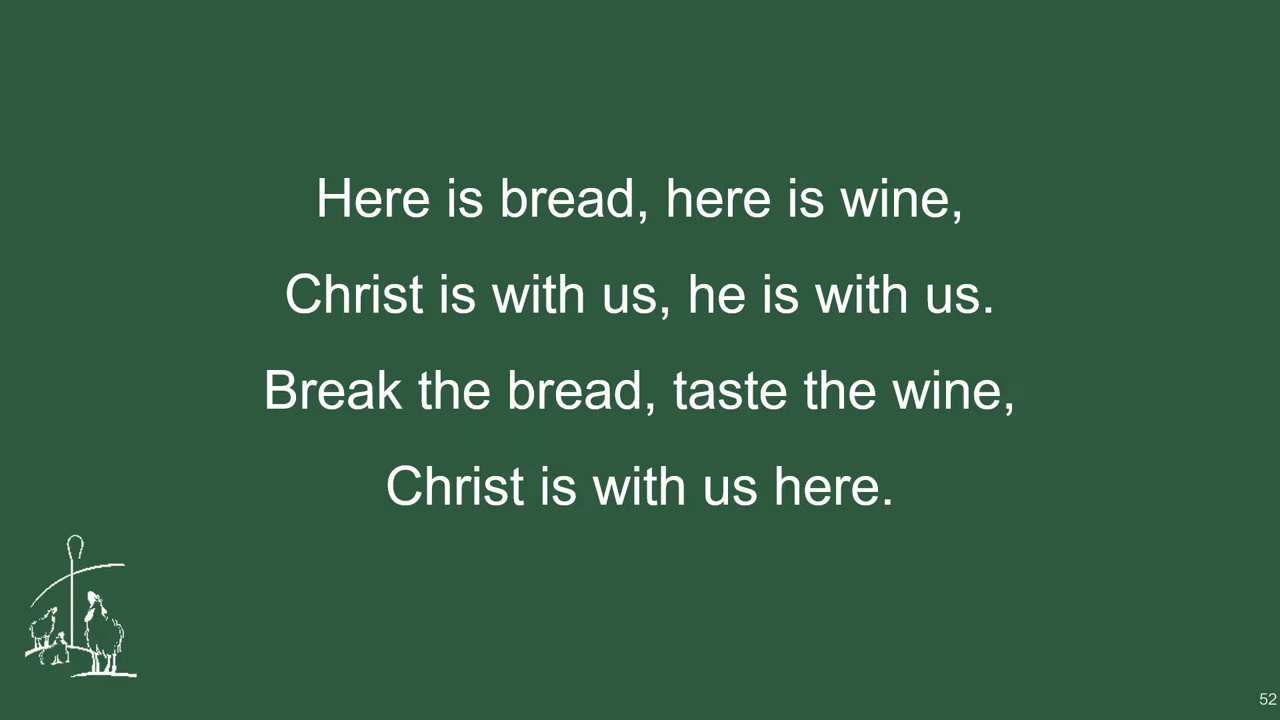 Here is bread, here is wine,
Christ is with us, he is with us.
Break the bread, taste the wine,
Christ is with us here.
52